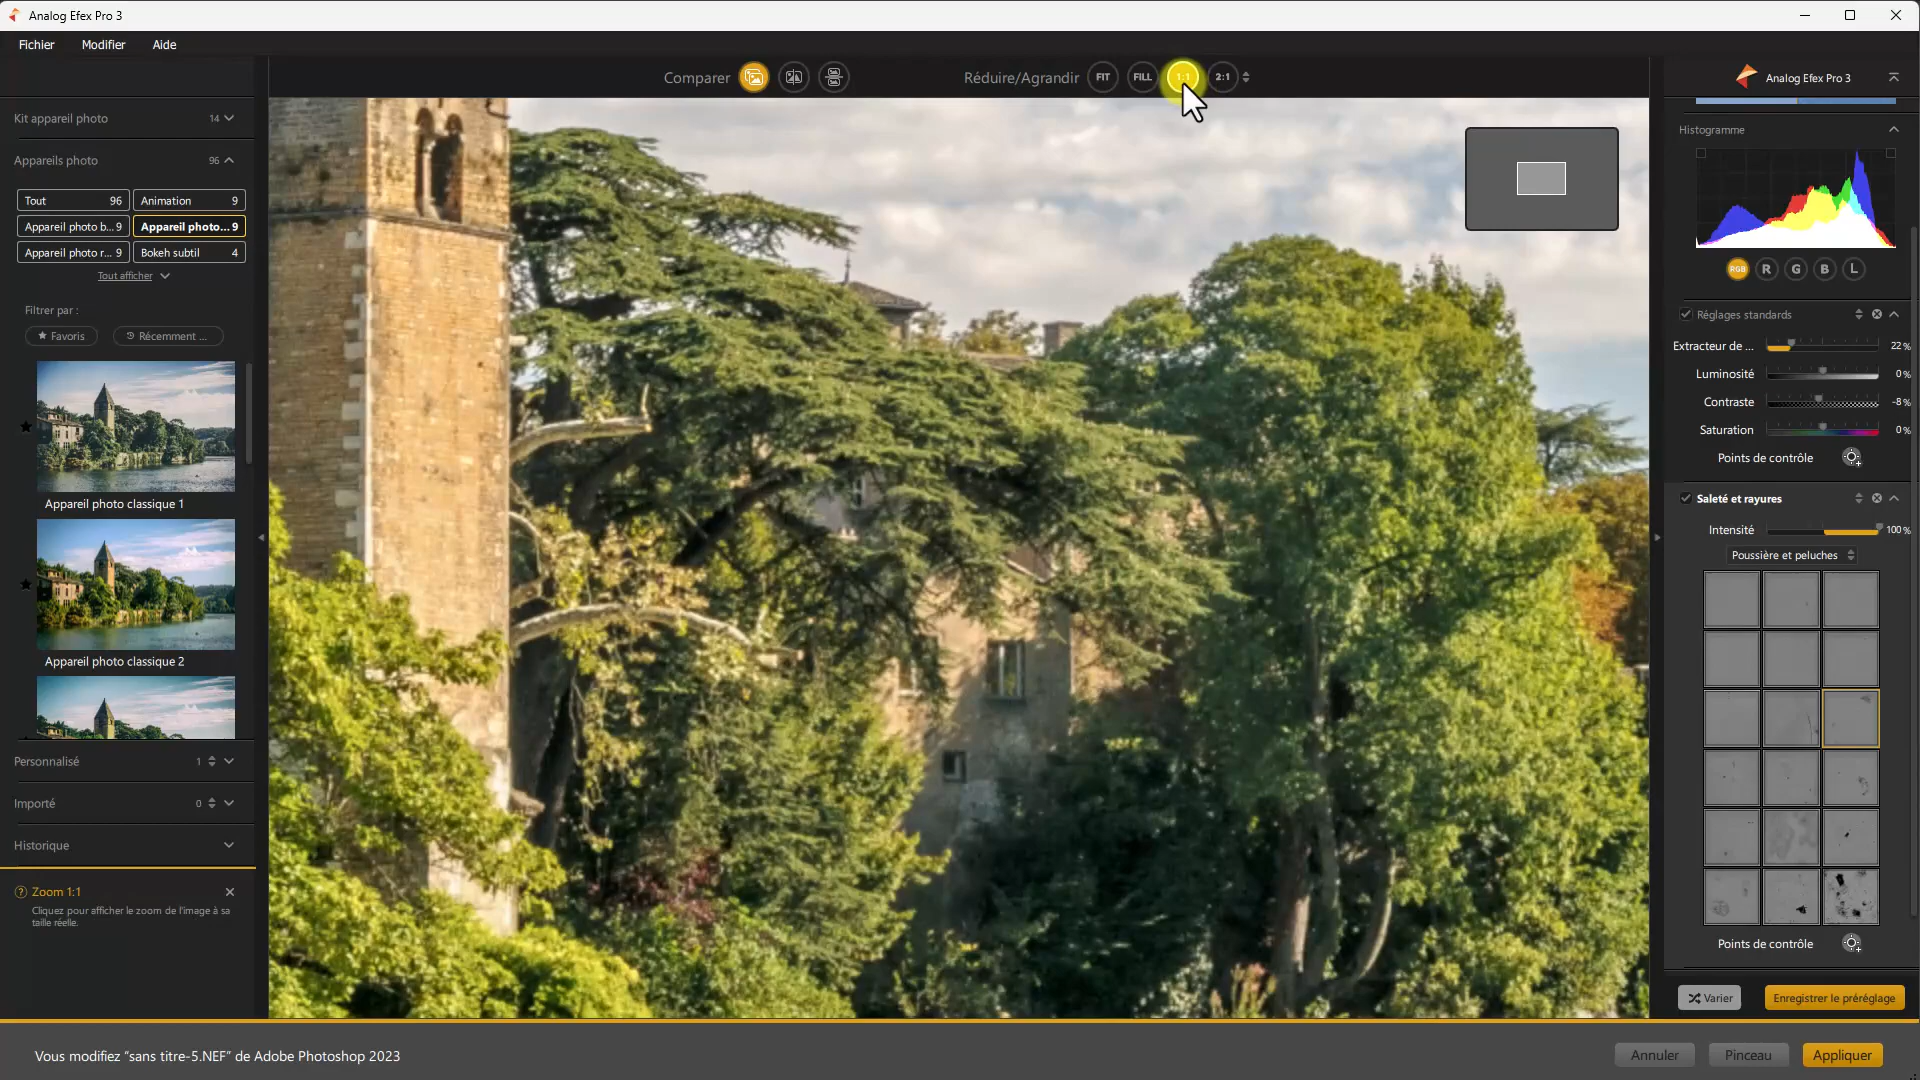 Analog Efex Pro 3
Fichier Modifier Aide
Comparer Réduire/Agrandir FIT FILL 1:1 2:1
Analog Efex Pro 3
Kit appareil photo 14
Appareils photo 96
Tout 96 Animation 9
Appareil photo b... 9 Appareil photo... 9
Appareil photo r... 9 Bokeh subtil 4
Tout afficher
Filtrer par :
Favoris Récemment ...
Appareil photo classique 1
Appareil photo classique 2
Personnalisé 1
Importé 0
Historique
Zoom 1:1
Cliquez pour afficher le zoom de l'image à sa
taille réelle.
Histogramme
RGB R G B L
Réglages standards
Extracteur de ... 22 %
Luminosité 0 %
Contraste -8 %
Saturation 0 %
Points de contrôle
Saleté et rayures
Intensité 100 %
Poussière et peluches
Points de contrôle
Varier Enregistrer le préréglage
Vous modifiez "sans titre-5.NEF" de Adobe Photoshop 2023
Annuler Pinceau Appliquer